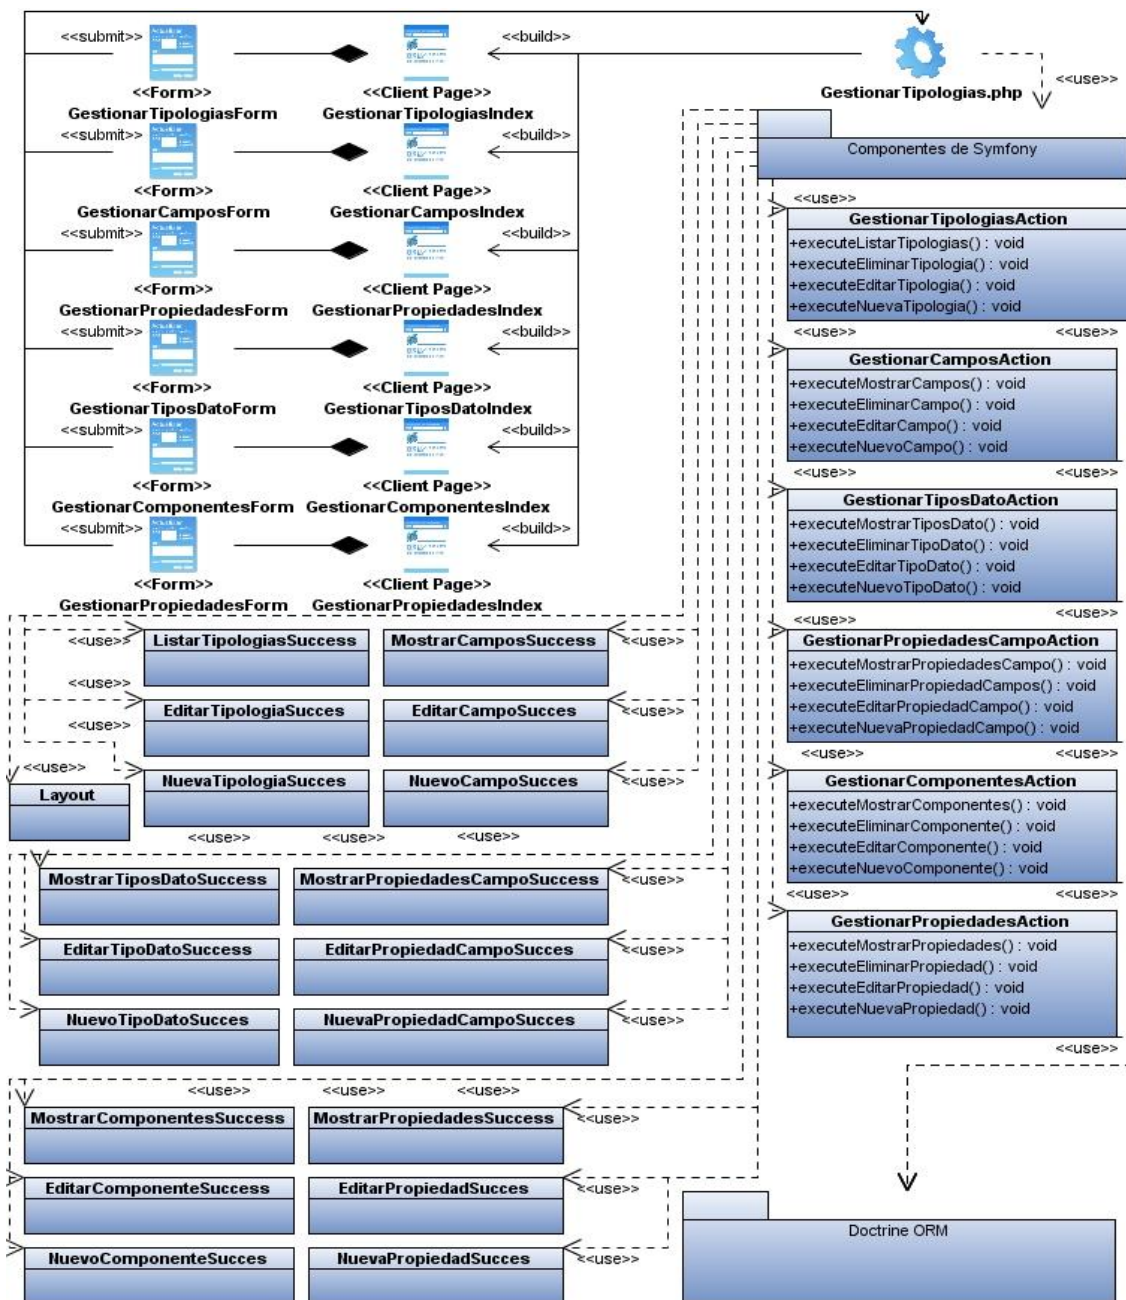 <<submit>>
<<build>>
<<Form>>
<<Client Page>>
GestionarTipologias.php
<<use>>
GestionarTipologiasForm
GestionarTipologiasIndex
<<submit>>
<<build>>
Componentes de Symfony
<<Form>>
<<Client Page>>
<<use>>
GestionarCamposForm
GestionarCamposIndex
<<submit>>
<<build>>
GestionarTipologiasAction
+executeListarTipologias() : void
+executeEliminarTipologia() : void
+executeEditarTipologia() : void
+executeNuevaTipologia() : void
<<Form>>
<<Client Page>>
GestionarPropiedadesForm
GestionarPropiedadesIndex
<<submit>>
<<build>>
<<use>>
<<use>>
GestionarCamposAction
+executeMostrarCampos() : void
+executeEliminarCampo() : void
+executeEditarCampo() : void
+executeNuevoCampo() : void
<<Form>>
<<Client Page>>
GestionarTiposDatoForm
GestionarTiposDatoIndex
<<submit>>
<<build>>
<<use>>
<<use>>
<<Form>>
<<Client Page>>
GestionarComponentesForm
GestionarComponentesIndex
<<submit>>
<<build>>
GestionarTiposDatoAction
+executeMostrarTiposDato() : void
+executeEliminarTipoDato() : void
+executeEditarTipoDato() : void
+executeNuevoTipoDato() : void
<<Form>>
<<Client Page>>
GestionarPropiedadesForm
GestionarPropiedadesIndex
<<use>>
<<use>>
<<use>>
ListarTipologiasSuccess
MostrarCamposSuccess
<<use>>
GestionarPropiedadesCampoAction
+executeMostrarPropiedadesCampo() : void
+executeEliminarPropiedadCampos() : void
+executeEditarPropiedadCampo() : void
+executeNuevaPropiedadCampo() : void
<<use>>
EditarTipologiaSucces
EditarCampoSucces
<<use>>
<<use>>
<<use>>
<<use>>
<<use>>
NuevaTipologiaSucces
NuevoCampoSucces
<<use>>
GestionarComponentesAction
+executeMostrarComponentes() : void
+executeEliminarComponente() : void
+executeEditarComponente() : void
+executeNuevoComponente() : void
Layout
<<use>>
<<use>>
<<use>>
MostrarTiposDatoSuccess
MostrarPropiedadesCampoSuccess
<<use>>
<<use>>
<<use>>
GestionarPropiedadesAction
+executeMostrarPropiedades() : void
+executeEliminarPropiedad() : void
+executeEditarPropiedad() : void
+executeNuevaPropiedad() : void
EditarTipoDatoSuccess
EditarPropiedadCampoSucces
<<use>>
NuevoTipoDatoSucces
NuevaPropiedadCampoSucces
<<use>>
<<use>>
<<use>>
<<use>>
<<use>>
MostrarComponentesSuccess
MostrarPropiedadesSuccess
<<use>>
EditarComponenteSuccess
EditarPropiedadSucces
<<use>>
Doctrine ORM
NuevoComponenteSucces
NuevaPropiedadSucces
<<use>>